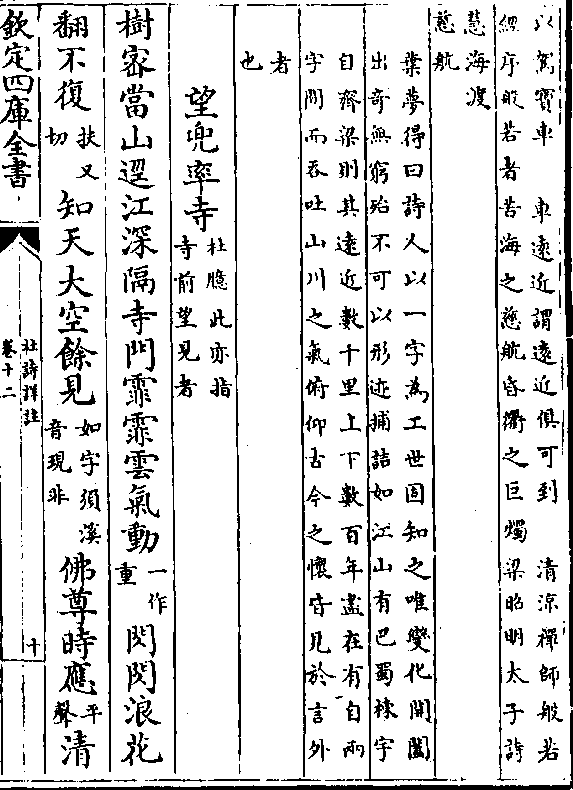 以駕寶車　車遠近謂遠近俱可到　清涼禪師般若
經序般若者苦海之慈航昏衢之巨燭　梁昭明太子詩
慧海渡
慈航
葉夢得曰詩人以一字為工世固知之唯變化開闔
出奇無窮殆不可以形迹捕詰如江山有巴蜀棟宇
自齊梁則其遠近數千里上下數百年盡在有自兩
字間而吞吐山川之氣俯仰古今之懷皆見於言外
者
也
望兜率寺
杜臆此亦指
寺前望見者
樹密當山逕江深隔寺門霏霏雲氣動
一作
重
閃閃浪花
翻不復
扶又
切
知天大空餘見
如字須溪
音現非
佛尊時應
平
聲
清
欽定四庫全書
杜詩詳註
卷十二
十